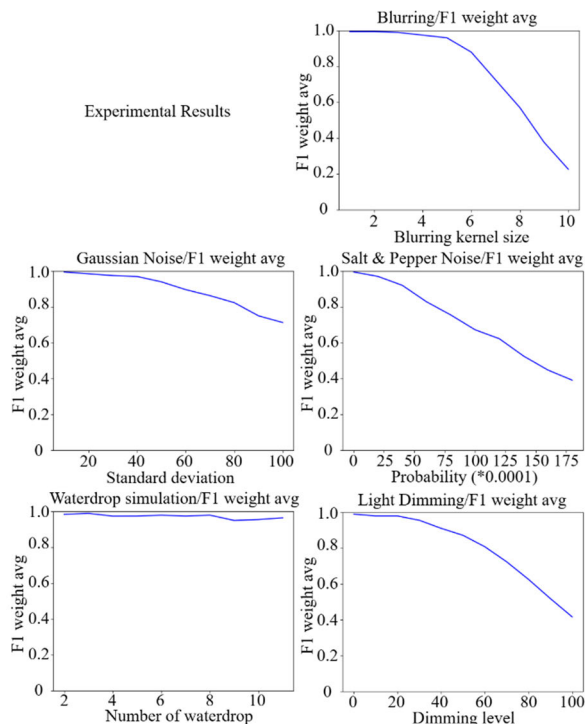 Experimental Results
Blurring/F1 weight avg
F1 weight avg
1.0
0.8
0.6
0.4
0.2
0
2 4 6 8 10
Blurring kernel size
Gaussian Noise/F1 weight avg
F1 weight avg
1.0
0.8
0.6
0.4
0.2
0
20 40 60 80 100
Standard deviation
Salt & Pepper Noise/F1 weight avg
F1 weight avg
1.0
0.8
0.6
0.4
0.2
0
0 25 50 75 100 125 150 175
Probability (*0.0001)
Waterdrop simulation/F1 weight avg
F1 weight avg
1.0
0.8
0.6
0.4
0.2
0
2 4 6 8 10
Number of waterdrop
Light Dimming/F1 weight avg
F1 weight avg
1.0
0.8
0.6
0.4
0.2
0
0 20 40 60 80 100
Dimming level